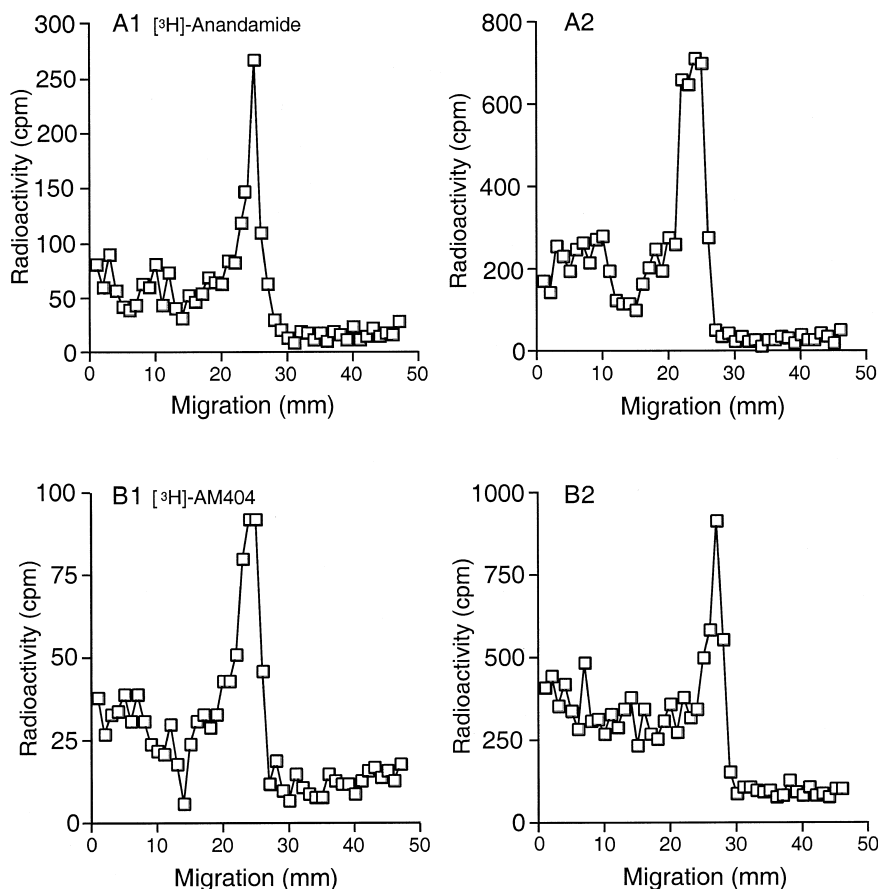 A1 [³H]-Anandamide
300
250
200
150
100
50
0
Radioactivity (cpm)
0 10 20 30 40 50
Migration (mm)
A2
800
600
400
200
0
Radioactivity (cpm)
0 10 20 30 40 50
Migration (mm)
B1 [³H]-AM404
100
75
50
25
0
Radioactivity (cpm)
0 10 20 30 40 50
Migration (mm)
B2
1000
750
500
250
0
Radioactivity (cpm)
0 10 20 30 40 50
Migration (mm)